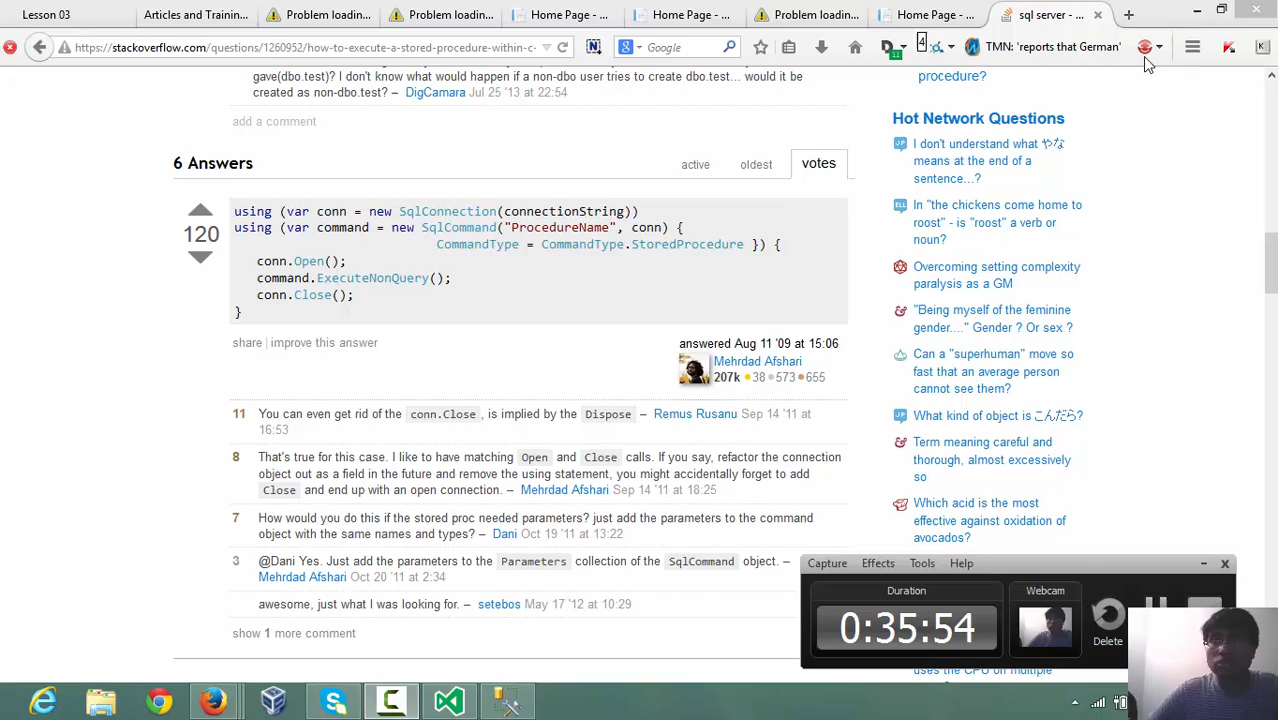 Lesson 03
Articles and Training...
Problem loadin...
Problem loadin...
Home Page - ...
Home Page - ...
Problem loadin...
Home Page - ...
sql server - ...
https://stackoverflow.com/questions/1260952/how-to-execute-a-stored-procedure-within-c-
Google
11
4
TMN: 'reports that German'
gave(dbo.test)? I don't know what would happen if a non-dbo user tries to create dbo.test... would it be
created as non-dbo.test? – DigCamara Jul 25 '13 at 22:54
add a comment
6 Answers
active
oldest
votes
120
using (var conn = new SqlConnection(connectionString))
using (var command = new SqlCommand("ProcedureName", conn) {
CommandType = CommandType.StoredProcedure }) {
conn.Open();
command.ExecuteNonQuery();
conn.Close();
}
share | improve this answer
answered Aug 11 '09 at 15:06
Mehrdad Afshari
207k 38 573 655
11 You can even get rid of the conn.Close, is implied by the Dispose – Remus Rusanu Sep 14 '11 at
16:53
8 That's true for this case. I like to have matching Open and Close calls. If you say, refactor the connection
object out as a field in the future and remove the using statement, you might accidentally forget to add
Close and end up with an open connection. – Mehrdad Afshari Sep 14 '11 at 18:25
7 How would you do this if the stored proc needed parameters? just add the parameters to the command
object with the same names and types? – Dani Oct 19 '11 at 13:22
3 @Dani Yes. Just add the parameters to the Parameters collection of the SqlCommand object. –
Mehrdad Afshari Oct 20 '11 at 2:34
awesome, just what I was looking for. – setebos May 17 '12 at 10:29
show 1 more comment
procedure?
Hot Network Questions
I don't understand what やな
means at the end of a
sentence...?
In "the chickens come home to
roost" - is "roost" a verb or
noun?
Overcoming setting complexity
paralysis as a GM
"Being myself of the feminine
gender...." Gender ? Or sex ?
Can a "superhuman" move so
fast that an average person
cannot see them?
What kind of object is こんだら?
Term meaning careful and
thorough, almost excessively
so
Which acid is the most
effective against oxidation of
avocados?
uses the CPU on multiple
Capture Effects Tools Help
Duration
0:35:54
Webcam
Delete